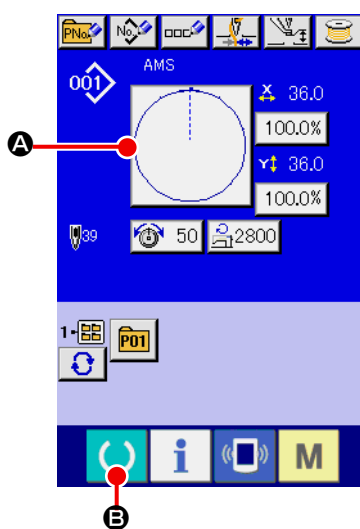 PNo. No.
001 AMS
X 36.0
A 100.0%
Y 36.0
100.0%
39 50 2800
1- P01
i M
B